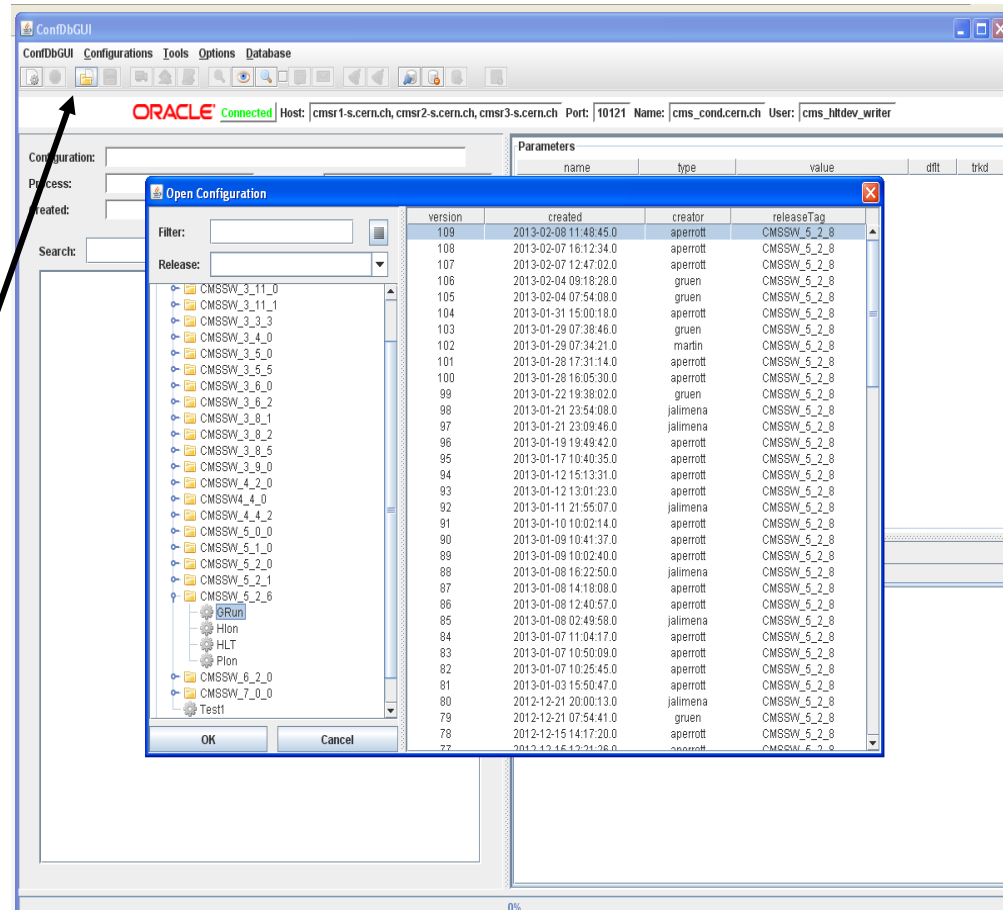 ConfDbGUI
ConfDbGUI Configurations Tools Options Database
ORACLE Connected Host: cmsr1-s.cern.ch, cmsr2-s.cern.ch, cmsr3-s.cern.ch Port: 10121 Name: cms_cond.cern.ch User: cms_hltdev_writer
Configuration:
Process:
Created:
Search:
Parameters
name type value dflt trkd
Open Configuration
Filter:
Release:
CMSSW_3_11_0
CMSSW_3_11_1
CMSSW_3_3_3
CMSSW_3_4_0
CMSSW_3_5_0
CMSSW_3_5_5
CMSSW_3_6_0
CMSSW_3_6_2
CMSSW_3_8_1
CMSSW_3_8_2
CMSSW_3_8_5
CMSSW_3_9_0
CMSSW_4_2_0
CMSSW4_4_0
CMSSW_4_4_2
CMSSW_5_0_0
CMSSW_5_1_0
CMSSW_5_2_0
CMSSW_5_2_1
CMSSW_5_2_6
GRun
HIon
HLT
PIon
CMSSW_6_2_0
CMSSW_7_0_0
Test1
OK Cancel
version created creator releaseTag
109 2013-02-08 11:48:45.0 aperrott CMSSW_5_2_8
108 2013-02-07 16:12:34.0 aperrott CMSSW_5_2_8
107 2013-02-07 12:47:02.0 aperrott CMSSW_5_2_8
106 2013-02-04 09:18:28.0 gruen CMSSW_5_2_8
105 2013-02-04 07:54:08.0 gruen CMSSW_5_2_8
104 2013-01-31 15:00:18.0 aperrott CMSSW_5_2_8
103 2013-01-29 07:38:46.0 gruen CMSSW_5_2_8
102 2013-01-29 07:34:21.0 martin CMSSW_5_2_8
101 2013-01-28 17:31:14.0 aperrott CMSSW_5_2_8
100 2013-01-28 16:05:30.0 aperrott CMSSW_5_2_8
99 2013-01-22 19:38:02.0 gruen CMSSW_5_2_8
98 2013-01-21 23:54:08.0 jalimena CMSSW_5_2_8
97 2013-01-21 23:09:46.0 jalimena CMSSW_5_2_8
96 2013-01-19 19:49:42.0 aperrott CMSSW_5_2_8
95 2013-01-17 10:40:35.0 aperrott CMSSW_5_2_8
94 2013-01-12 15:13:31.0 aperrott CMSSW_5_2_8
93 2013-01-12 13:01:23.0 aperrott CMSSW_5_2_8
92 2013-01-11 21:55:07.0 jalimena CMSSW_5_2_8
91 2013-01-10 10:02:14.0 aperrott CMSSW_5_2_8
90 2013-01-09 10:41:37.0 aperrott CMSSW_5_2_8
89 2013-01-09 10:02:40.0 aperrott CMSSW_5_2_8
88 2013-01-08 16:22:50.0 jalimena CMSSW_5_2_8
87 2013-01-08 14:18:08.0 aperrott CMSSW_5_2_8
86 2013-01-08 12:40:57.0 aperrott CMSSW_5_2_8
85 2013-01-08 02:49:58.0 jalimena CMSSW_5_2_8
84 2013-01-07 11:04:17.0 aperrott CMSSW_5_2_8
83 2013-01-07 10:50:09.0 aperrott CMSSW_5_2_8
82 2013-01-07 10:25:45.0 aperrott CMSSW_5_2_8
81 2013-01-03 15:50:47.0 aperrott CMSSW_5_2_8
80 2012-12-21 20:00:13.0 jalimena CMSSW_5_2_8
79 2012-12-21 07:54:41.0 gruen CMSSW_5_2_8
78 2012-12-15 14:17:20.0 aperrott CMSSW_5_2_8
77 2012-12-15 12:21:26.0 aperrott CMSSW_5_2_8
0%